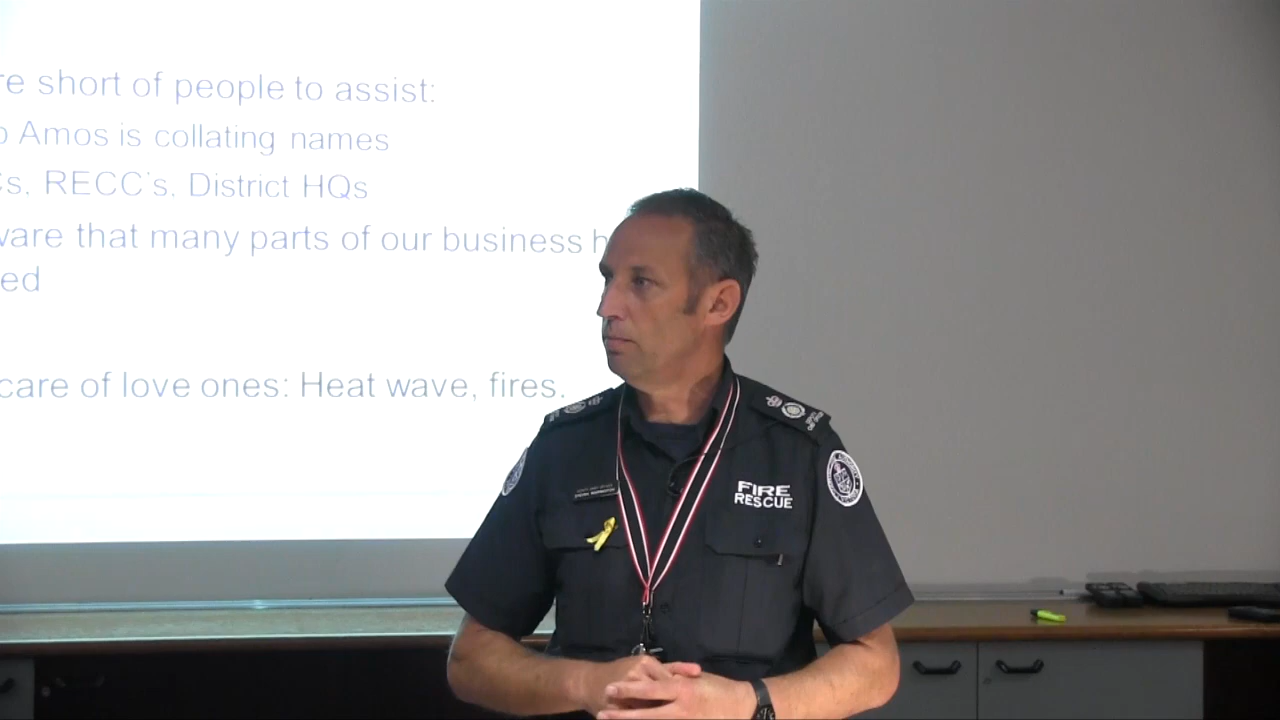 re short of people to assist:
Amos is collating names
Cs, RECC's, District HQs
ware that many parts of our business h
ed
care of love ones: Heat wave, fires.
FIRE
RESCUE